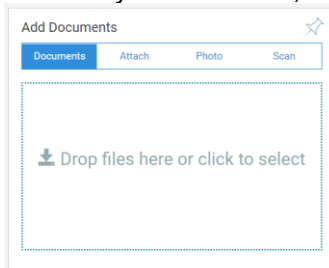 Add Documents
Documents Attach Photo Scan
Drop files here or click to select